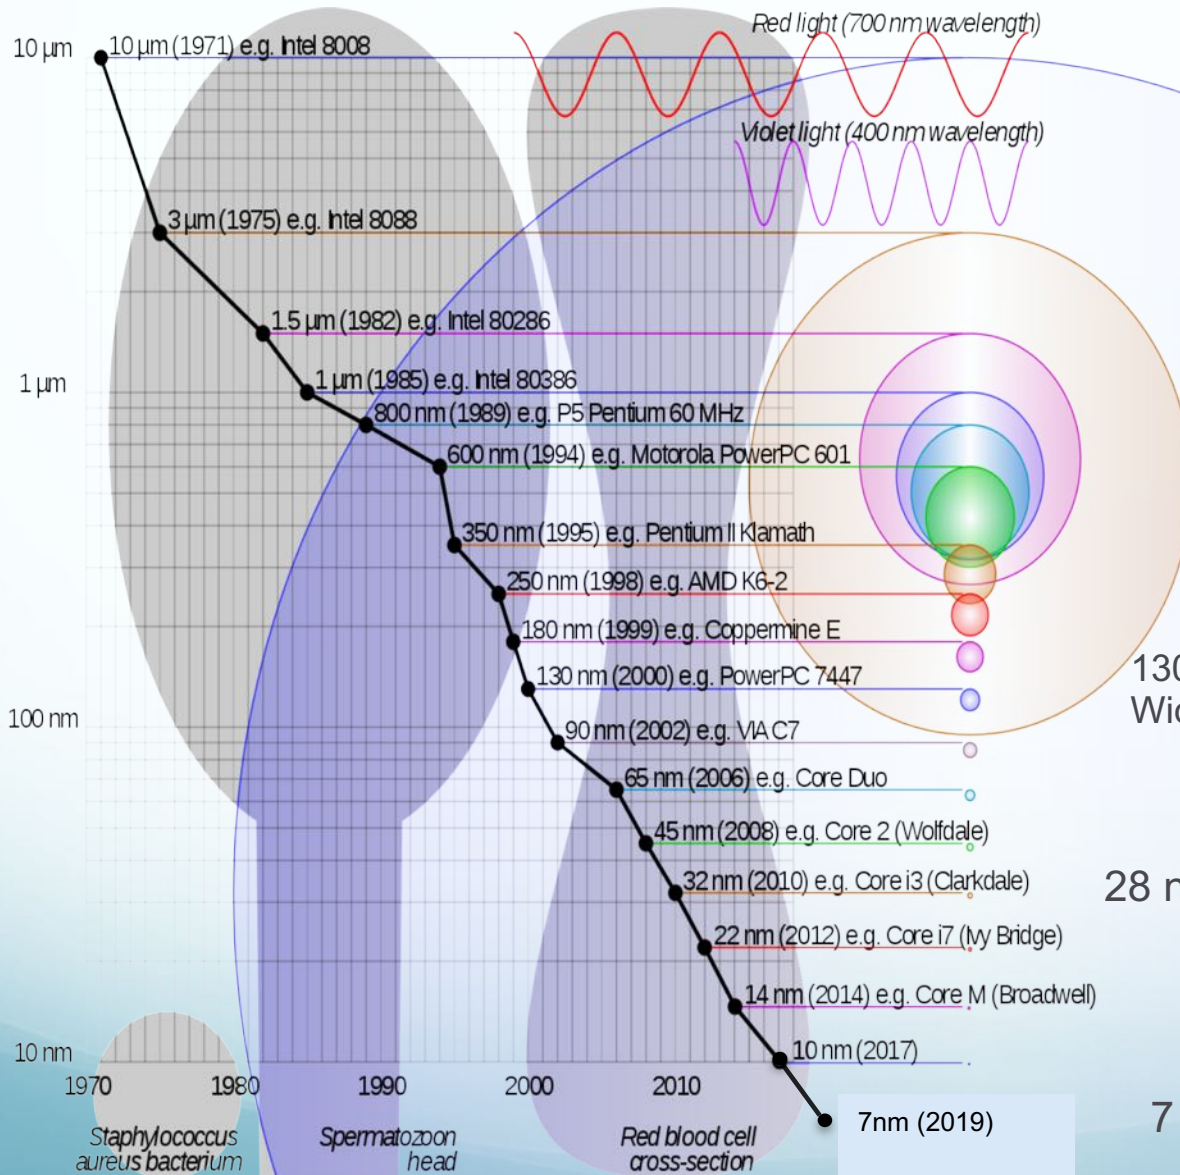 Red light (700 nm wavelength)
10 µm
10 µm (1971) e.g. Intel 8008
Violet light (400 nm wavelength)
3 µm (1975) e.g. Intel 8088
1.5 µm (1982) e.g. Intel 80286
1 µm
1 µm (1985) e.g. Intel 80386
800 nm (1989) e.g. P5 Pentium 60 MHz
600 nm (1994) e.g. Motorola PowerPC 601
350 nm (1995) e.g. Pentium II Klamath
250 nm (1998) e.g. AMD K6-2
180 nm (1999) e.g. Coppermine E
130 nm (2000) e.g. PowerPC 7447
130
Wid
100 nm
90 nm (2002) e.g. VIA C7
65 nm (2006) e.g. Core Duo
45 nm (2008) e.g. Core 2 (Wolfdale)
32 nm (2010) e.g. Core i3 (Clarkdale)
28 n
22 nm (2012) e.g. Core i7 (Ivy Bridge)
14 nm (2014) e.g. Core M (Broadwell)
10 nm
10 nm (2017)
1970 1980 1990 2000 2010
7nm (2019)
7
Staphylococcus
aureus bacterium
Spermatozoon
head
Red blood cell
cross-section